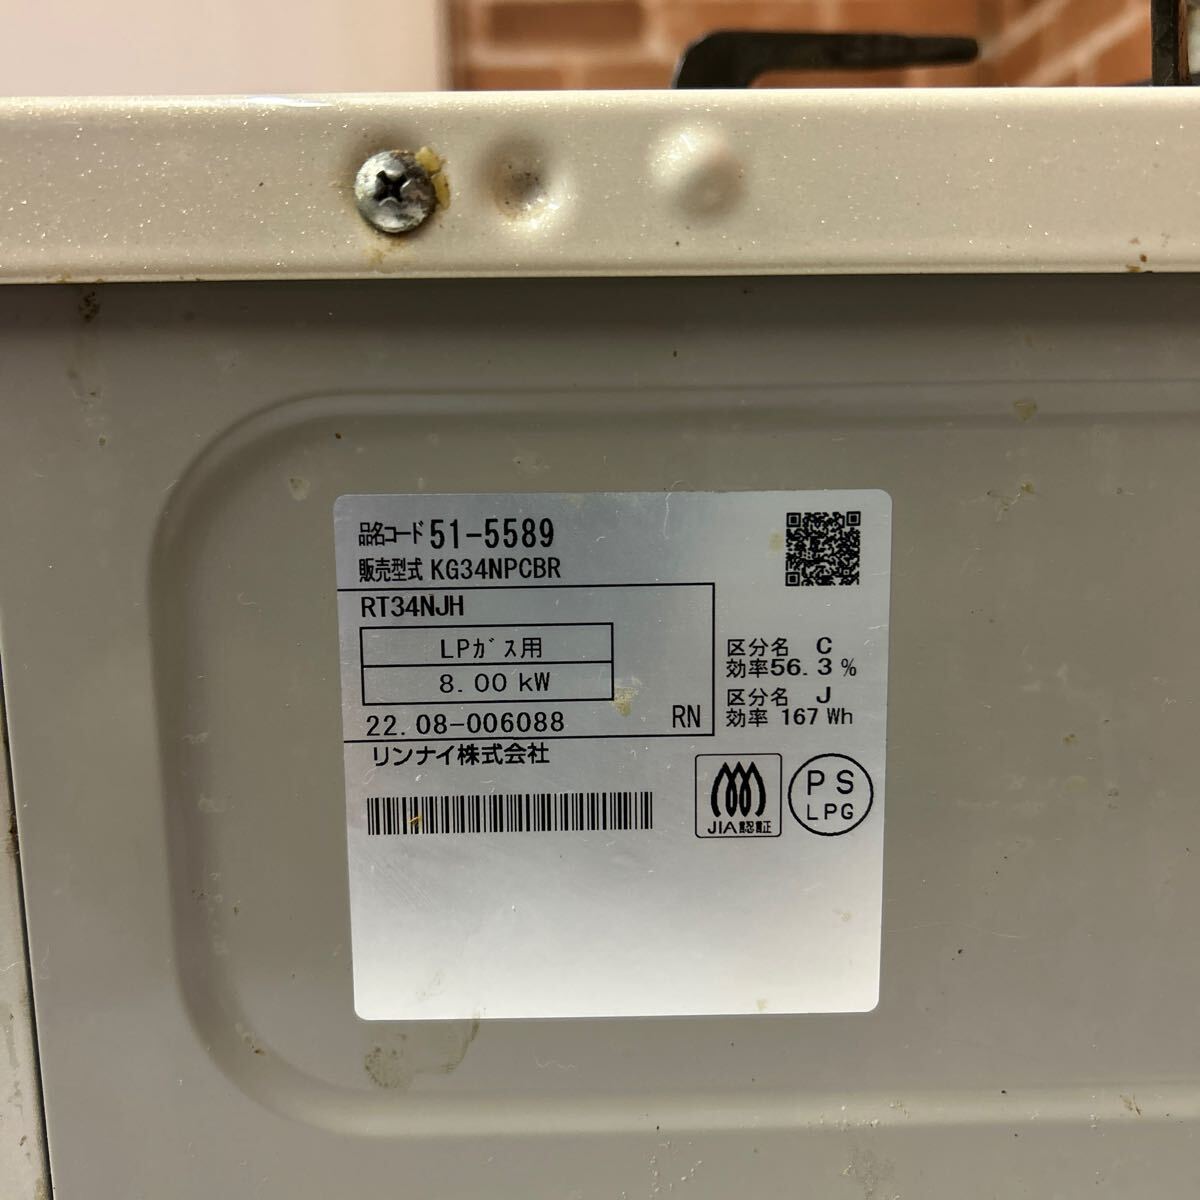 品名コード 51-5589
販売型式 KG34NPCBR
RT34NJH
LPガス用
8.00 kW
22.08-006088 RN
リンナイ株式会社
区分名 C
効率56.3 %
区分名 J
効率 167 Wh
JIA認証
PS
LPG